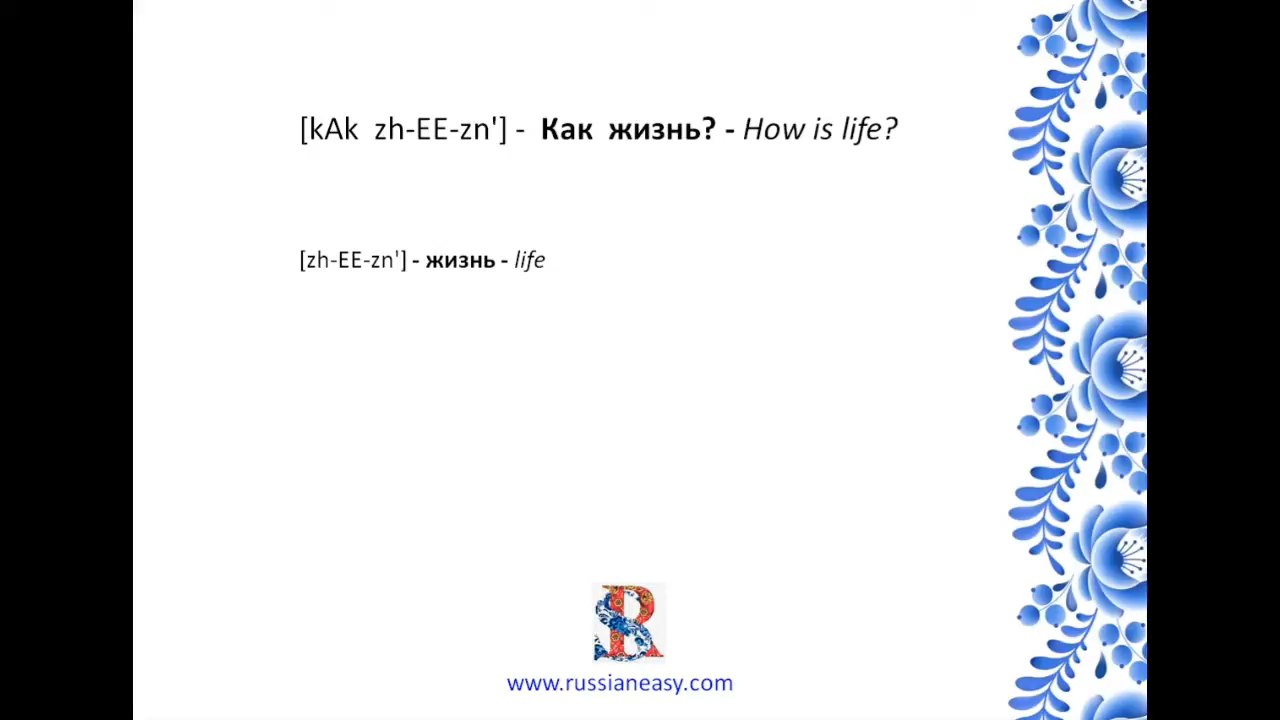 [kAk zh-EE-zn'] - Как жизнь? - How is life?
[zh-EE-zn'] - жизнь - life
www.russianeasy.com